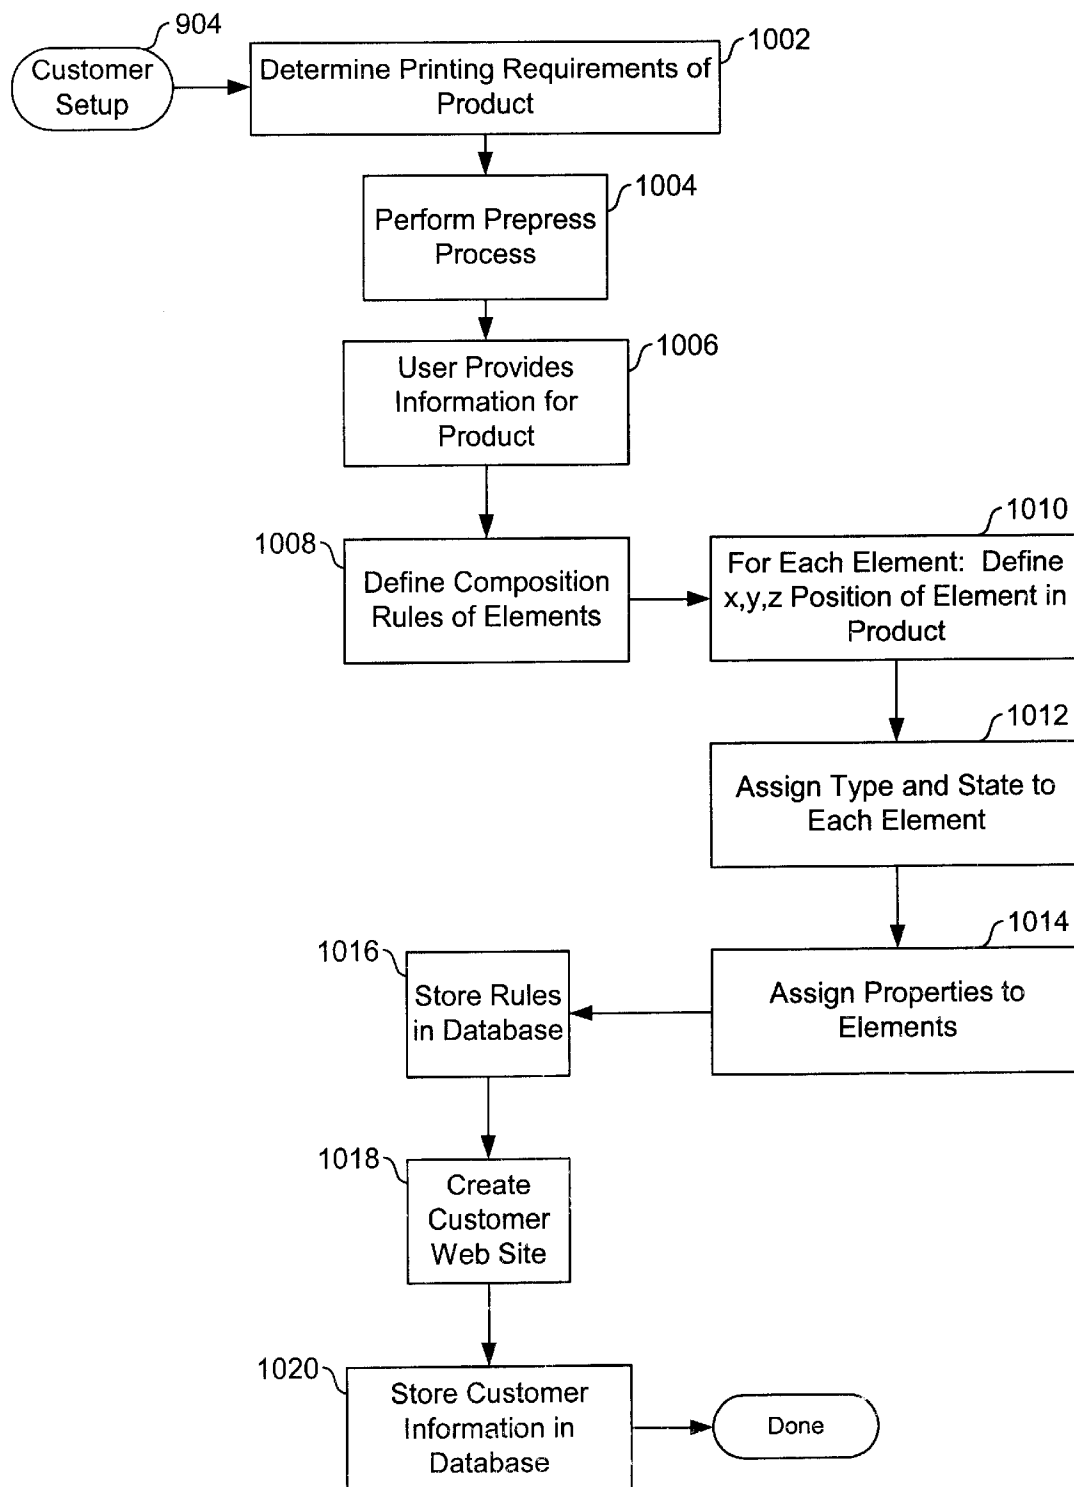 904
Customer
Setup
1002
Determine Printing Requirements of
Product
1004
Perform Prepress
Process
1006
User Provides
Information for
Product
1008
Define Composition
Rules of Elements
1010
For Each Element: Define
x,y,z Position of Element in
Product
1012
Assign Type and State to
Each Element
1014
Assign Properties to
Elements
1016
Store Rules
in Database
1018
Create
Customer
Web Site
1020
Store Customer
Information in
Database
Done